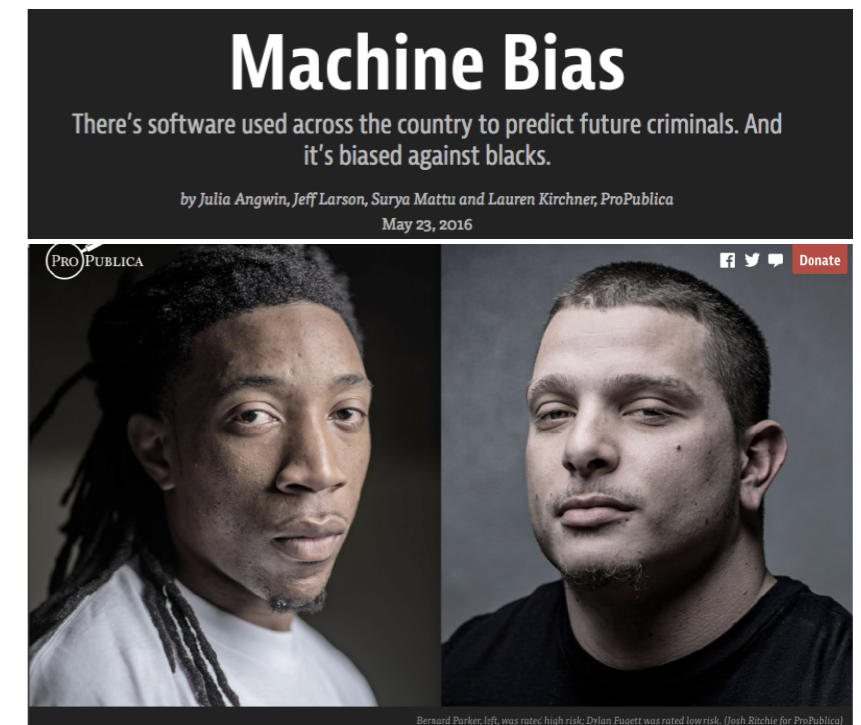 Machine Bias
There's software used across the country to predict future criminals. And
it's biased against blacks.
by Julia Angwin, Jeff Larson, Surya Mattu and Lauren Kirchner, ProPublica
May 23, 2016
PRO PUBLICA
Donate
Bernard Parker, left, was rated high risk; Dylan Fugett was rated low risk. (Josh Ritchie for ProPublica)